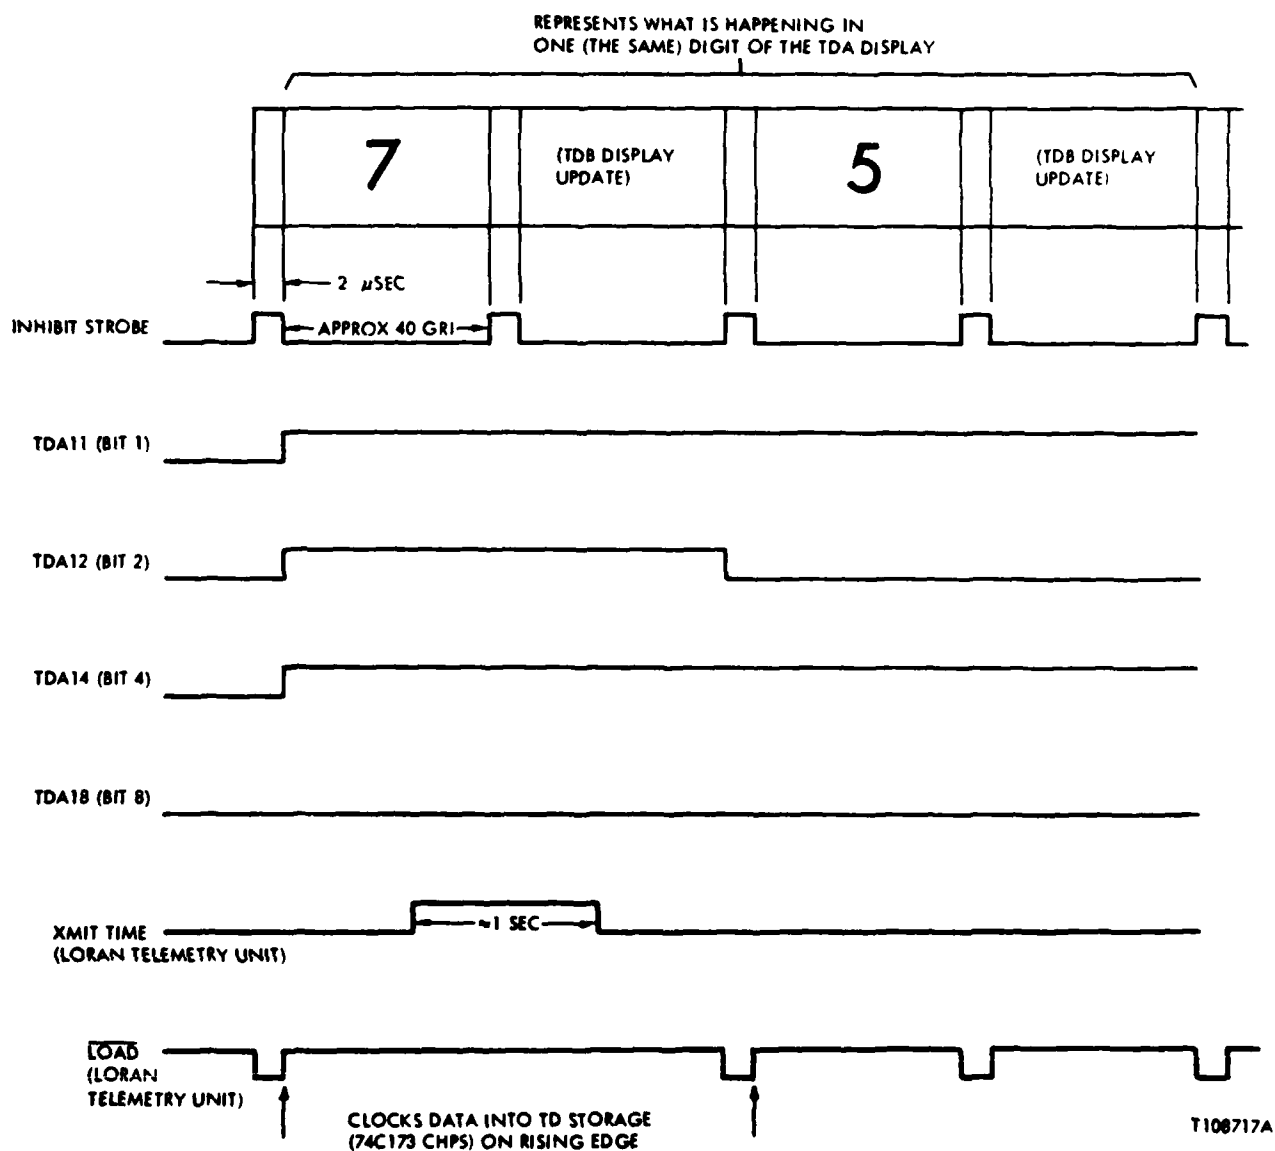 REPRESENTS WHAT IS HAPPENING IN
ONE (THE SAME) DIGIT OF THE TDA DISPLAY
7
(TDB DISPLAY
UPDATE)
5
(TDB DISPLAY
UPDATE)
2 µSEC
INHIBIT STROBE
APPROX 40 GRI
TDA11 (BIT 1)
TDA12 (BIT 2)
TDA14 (BIT 4)
TDA18 (BIT 8)
≈1 SEC
XMIT TIME
(LORAN TELEMETRY UNIT)
LOAD
(LORAN
TELEMETRY UNIT)
CLOCKS DATA INTO TD STORAGE
(74C173 CHPS) ON RISING EDGE
T108717A